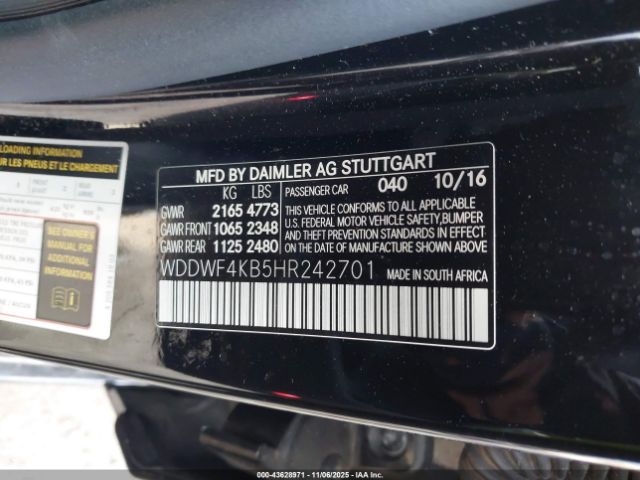 LOADING INFORMATION
SUR LES PNEUS ET LE CHARGEMENT
FRONT
REAR
SEE OWNER'S
MANUAL FOR
ADDITIONAL
INFORMATION
MFD BY DAIMLER AG STUTTGART
KG LBS PASSENGER CAR 040 10/16
GVWR 2165 4773
GAWR FRONT 1065 2348
GAWR REAR 1125 2480
THIS VEHICLE CONFORMS TO ALL APPLICABLE
U.S. FEDERAL MOTOR VEHICLE SAFETY, BUMPER
AND THEFT PREVENTION STANDARDS IN EFFECT
ON THE DATE OF MANUFACTURE SHOWN ABOVE.
WDDWF4KB5HR242701 MADE IN SOUTH AFRICA
000-43628971 11/06/2025 IAA Inc.